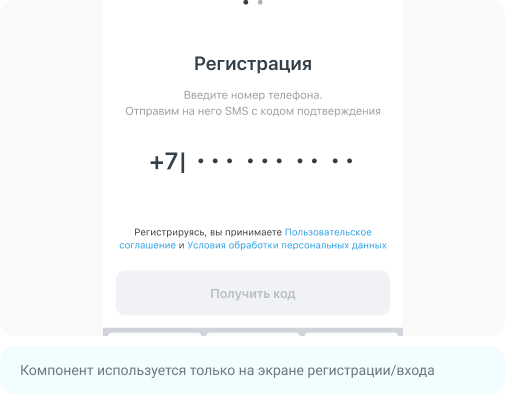 Регистрация
Введите номер телефона.
Отправим на него SMS с кодом подтверждения
+7| ••• ••• •• ••
Регистрируясь, вы принимаете Пользовательское
соглашение и Условия обработки персональных данных
Получить код
Компонент используется только на экране регистрации/входа